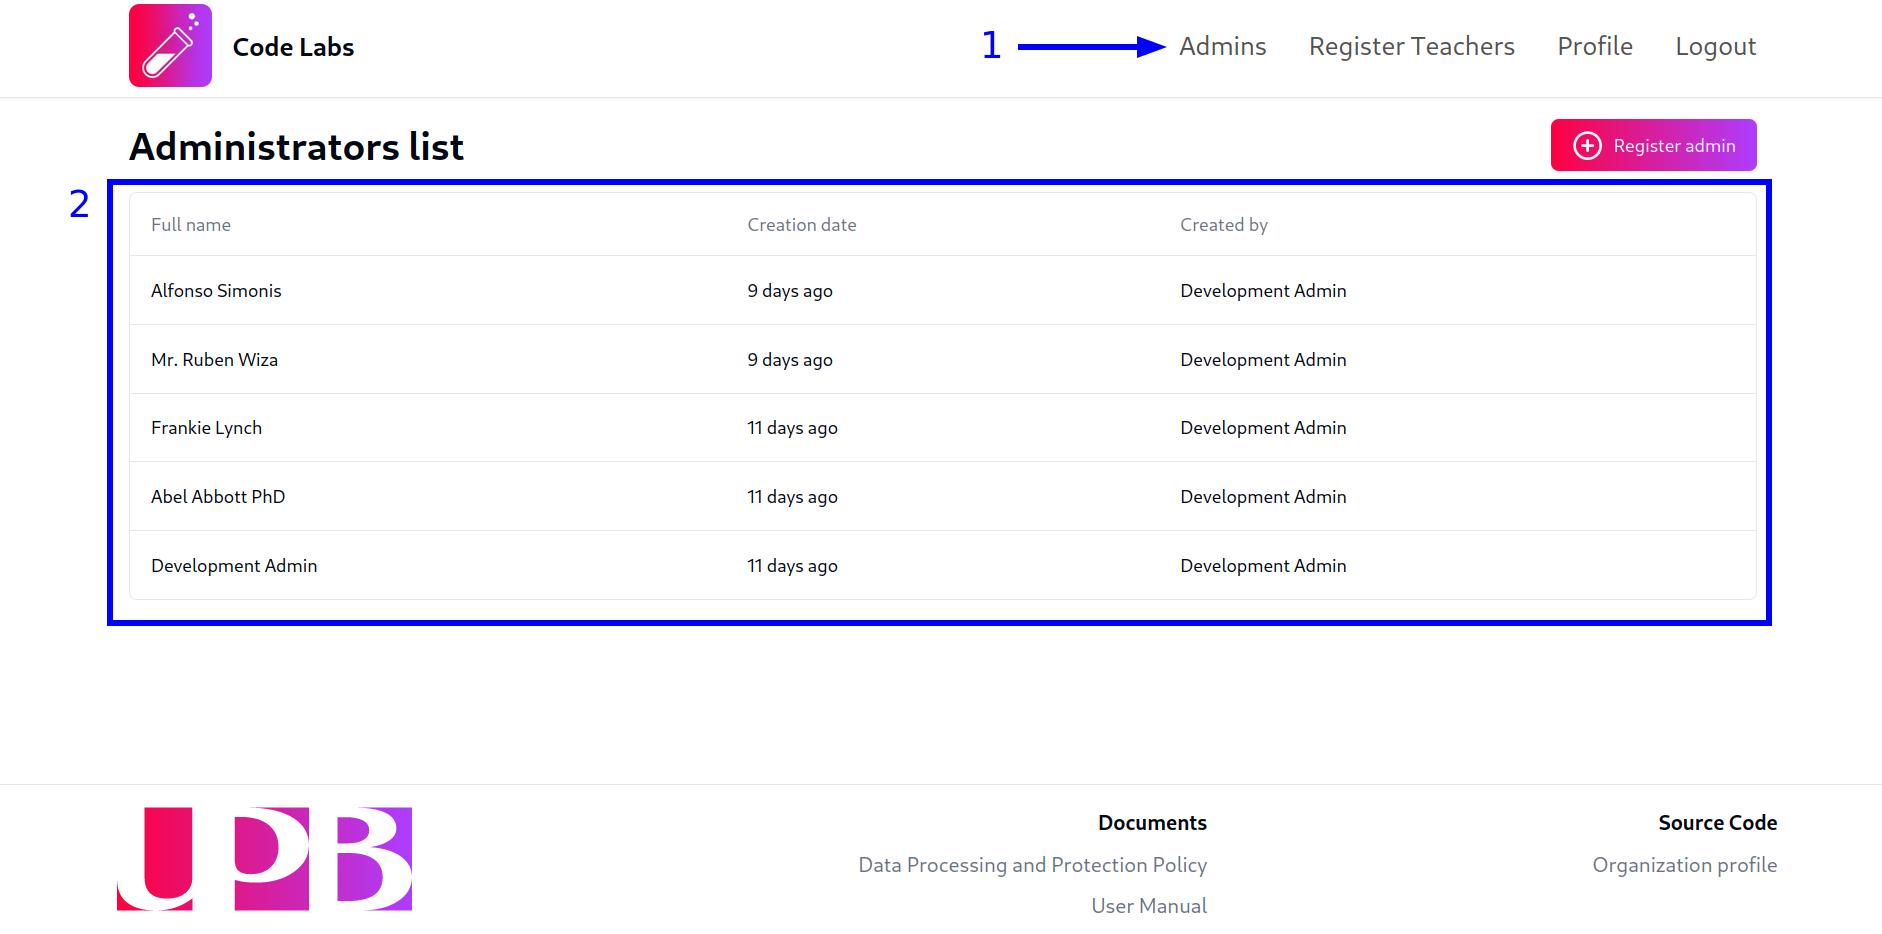 Code Labs
1
Admins Register Teachers Profile Logout
Administrators list
Register admin
2
Full name Creation date Created by
Alfonso Simonis 9 days ago Development Admin
Mr. Ruben Wiza 9 days ago Development Admin
Frankie Lynch 11 days ago Development Admin
Abel Abbott PhD 11 days ago Development Admin
Development Admin 11 days ago Development Admin
UPB
Documents
Data Processing and Protection Policy
User Manual
Source Code
Organization profile